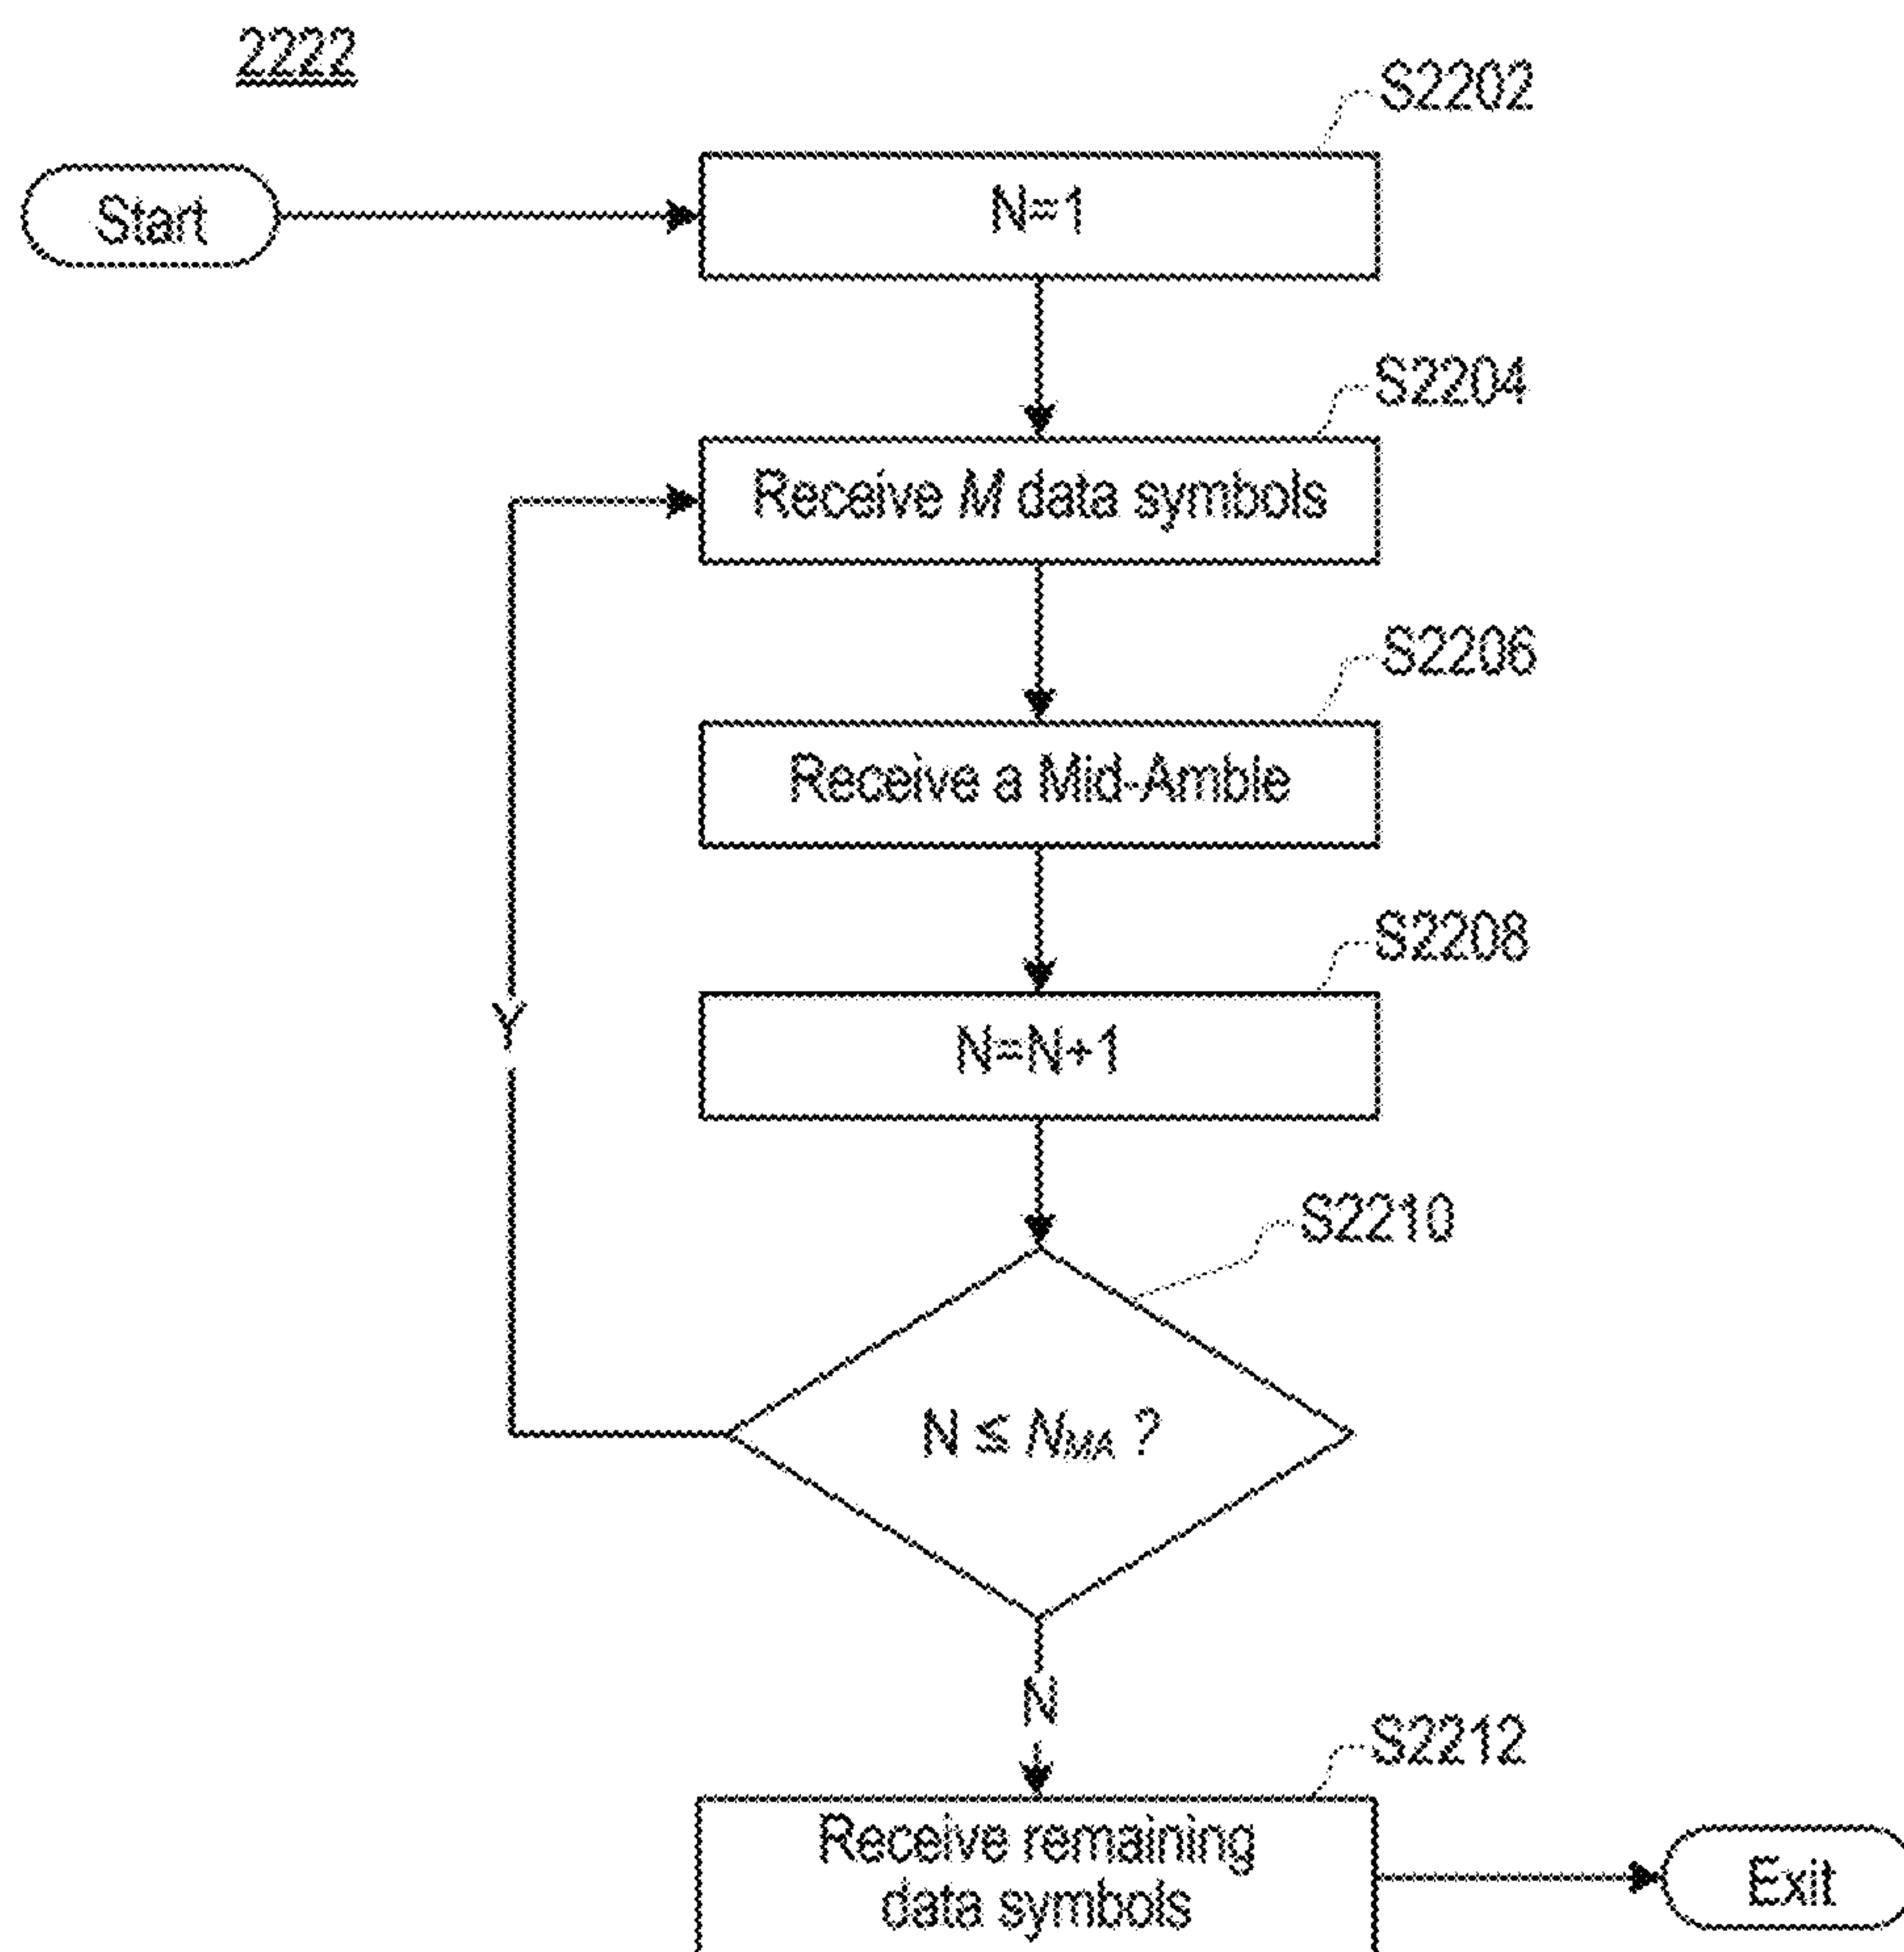 2222
S2202
Start
N=1
S2204
Receive M data symbols
S2206
Receive a Mid-Amble
S2208
N=N+1
Y
S2210
N ≤ NMA ?
N
S2212
Receive remaining
data symbols
Exit